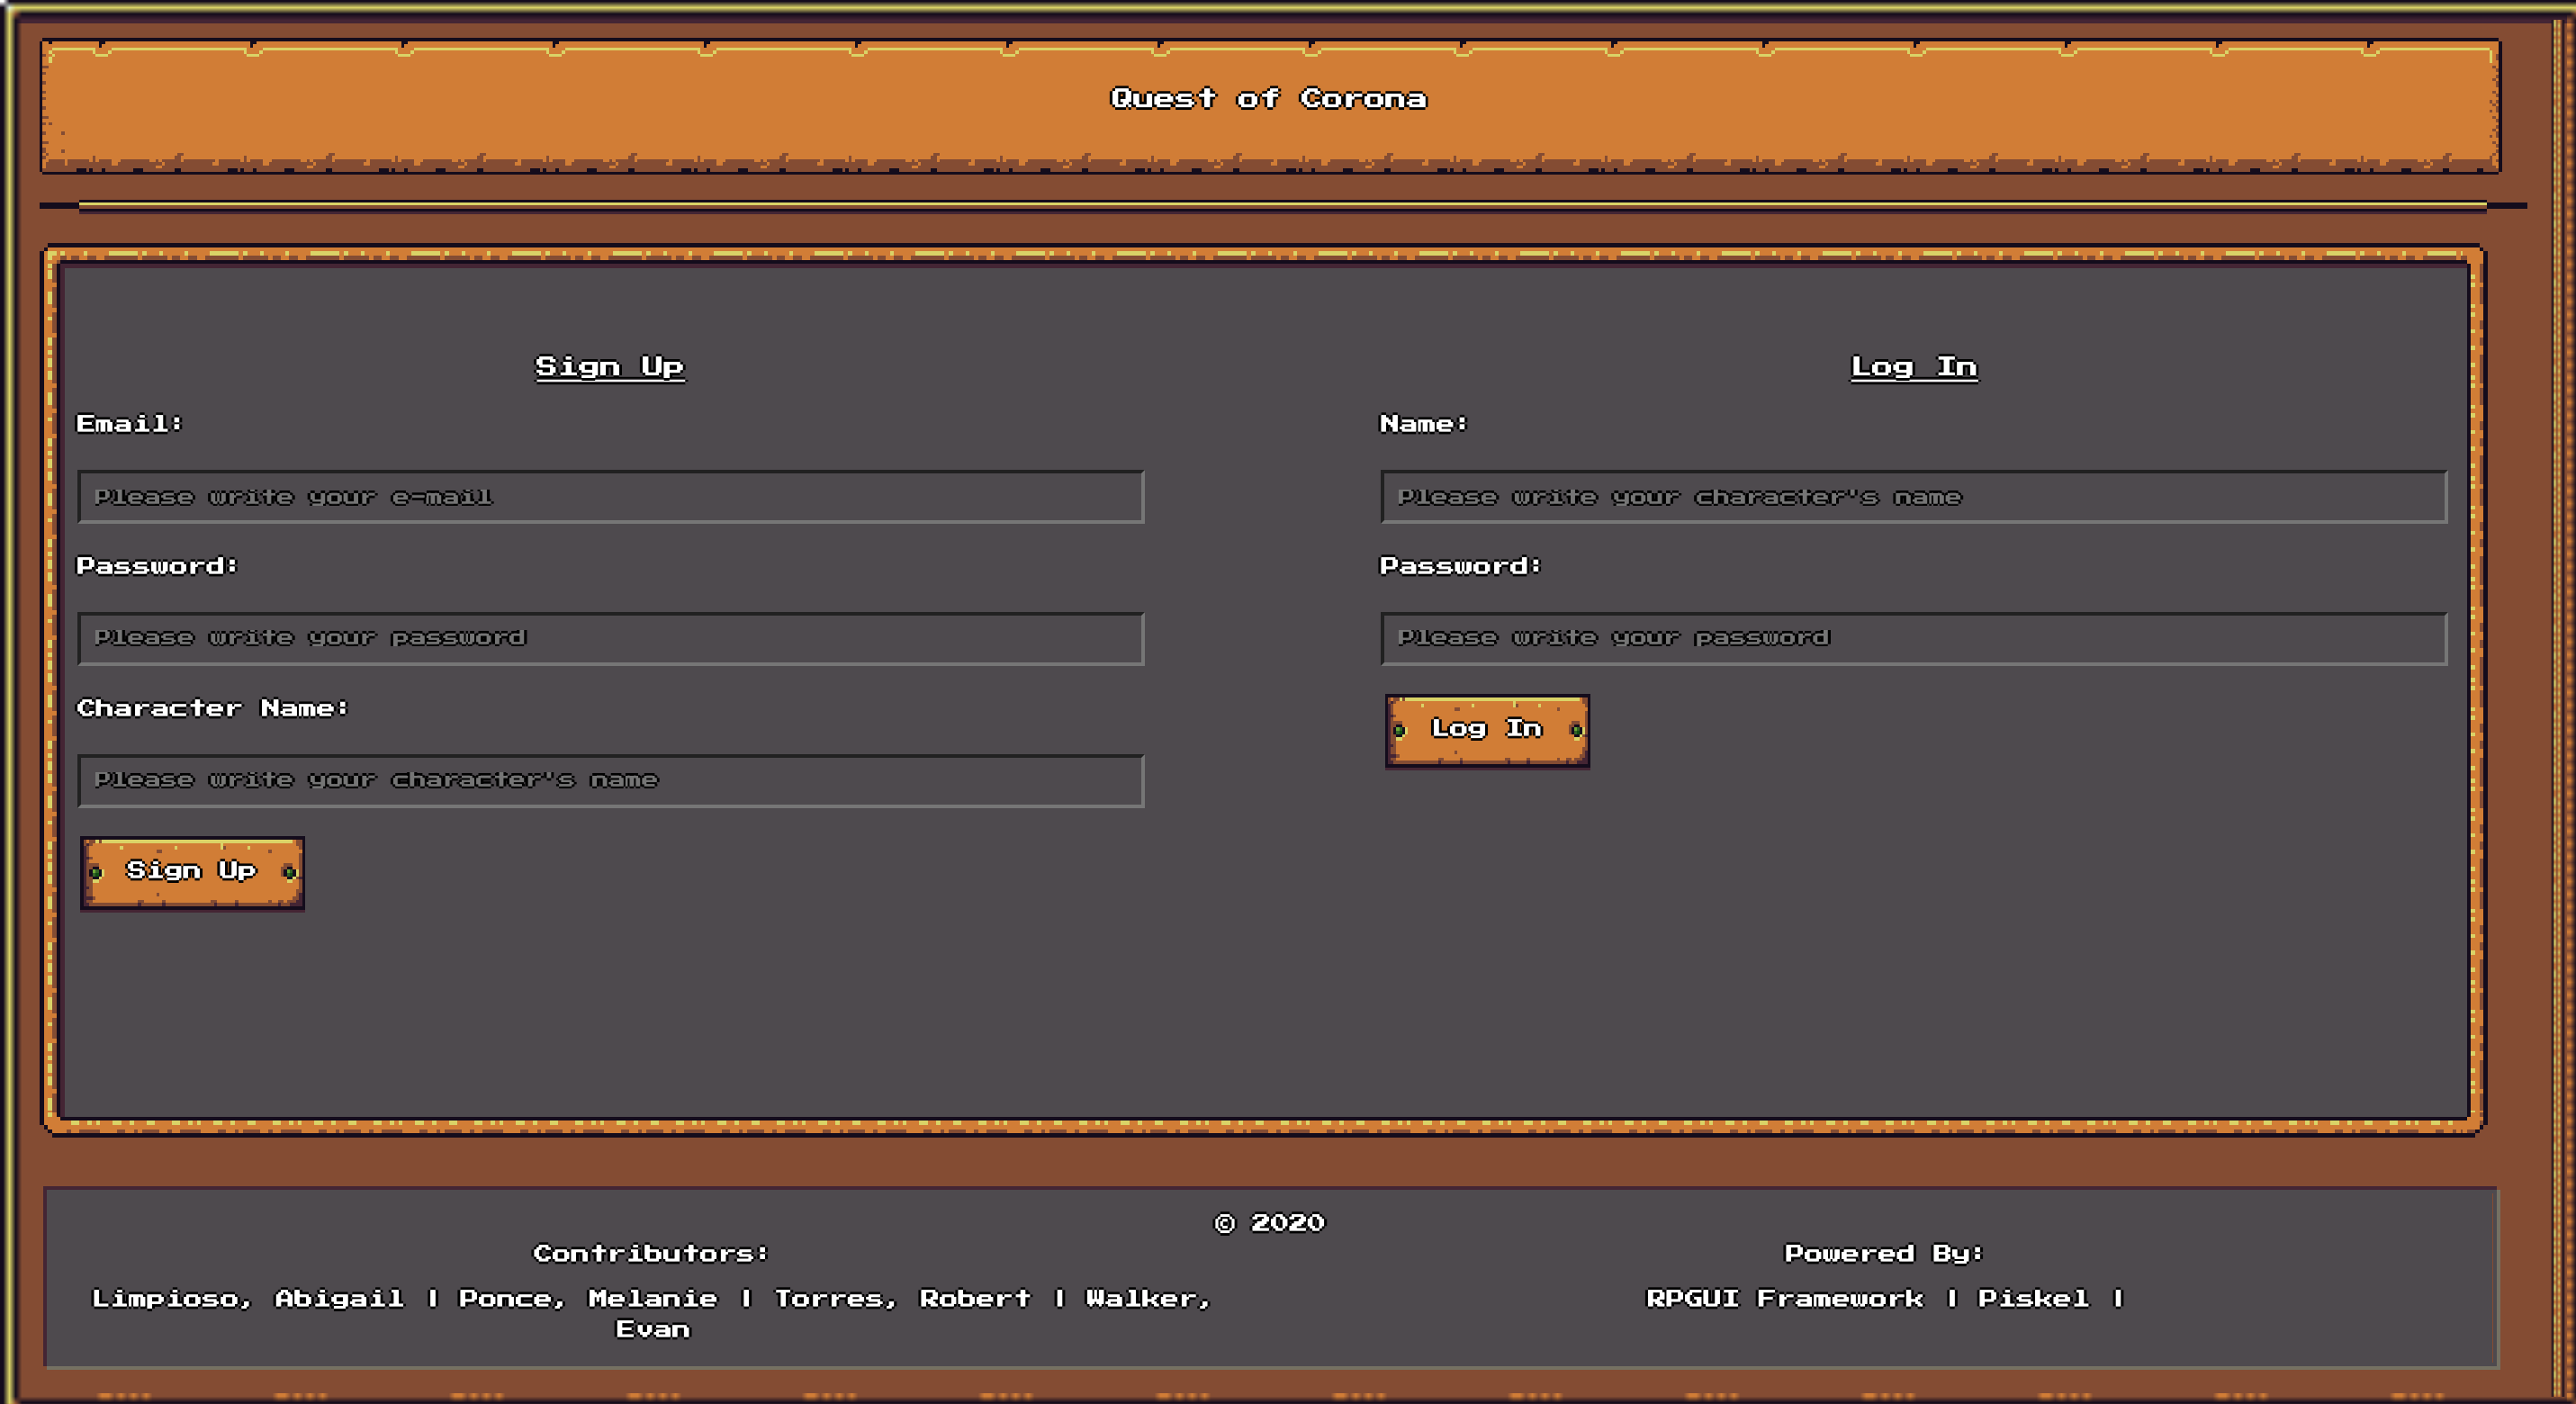 Quest of Corona
Sign Up
Email:
Please write your e-mail
Password:
Please write your password
Character Name:
Please write your character's name
Sign Up
Log In
Name:
Please write your character's name
Password:
Please write your password
Log In
© 2020
Contributors:
Limpioso, Abigail | Ponce, Melanie | Torres, Robert | Walker,
Evan
Powered By:
RPGUI Framework | Piskel |